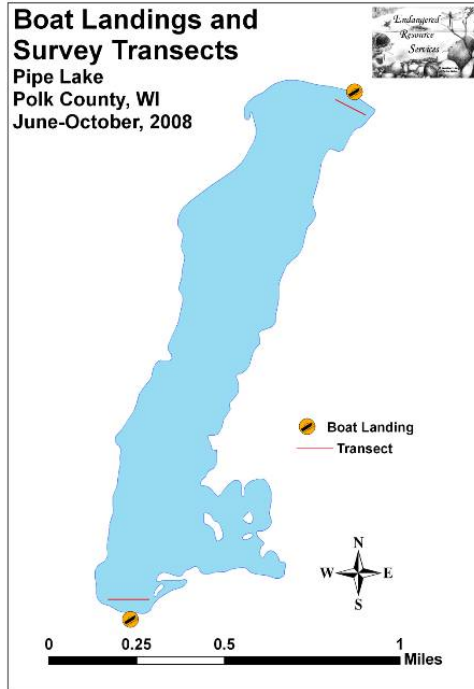 Boat Landings and
Survey Transects
Pipe Lake
Polk County, WI
June-October, 2008
Endangered
Resource
Services
Boat Landing
Transect
N
W E
S
0 0.25 0.5 1
Miles